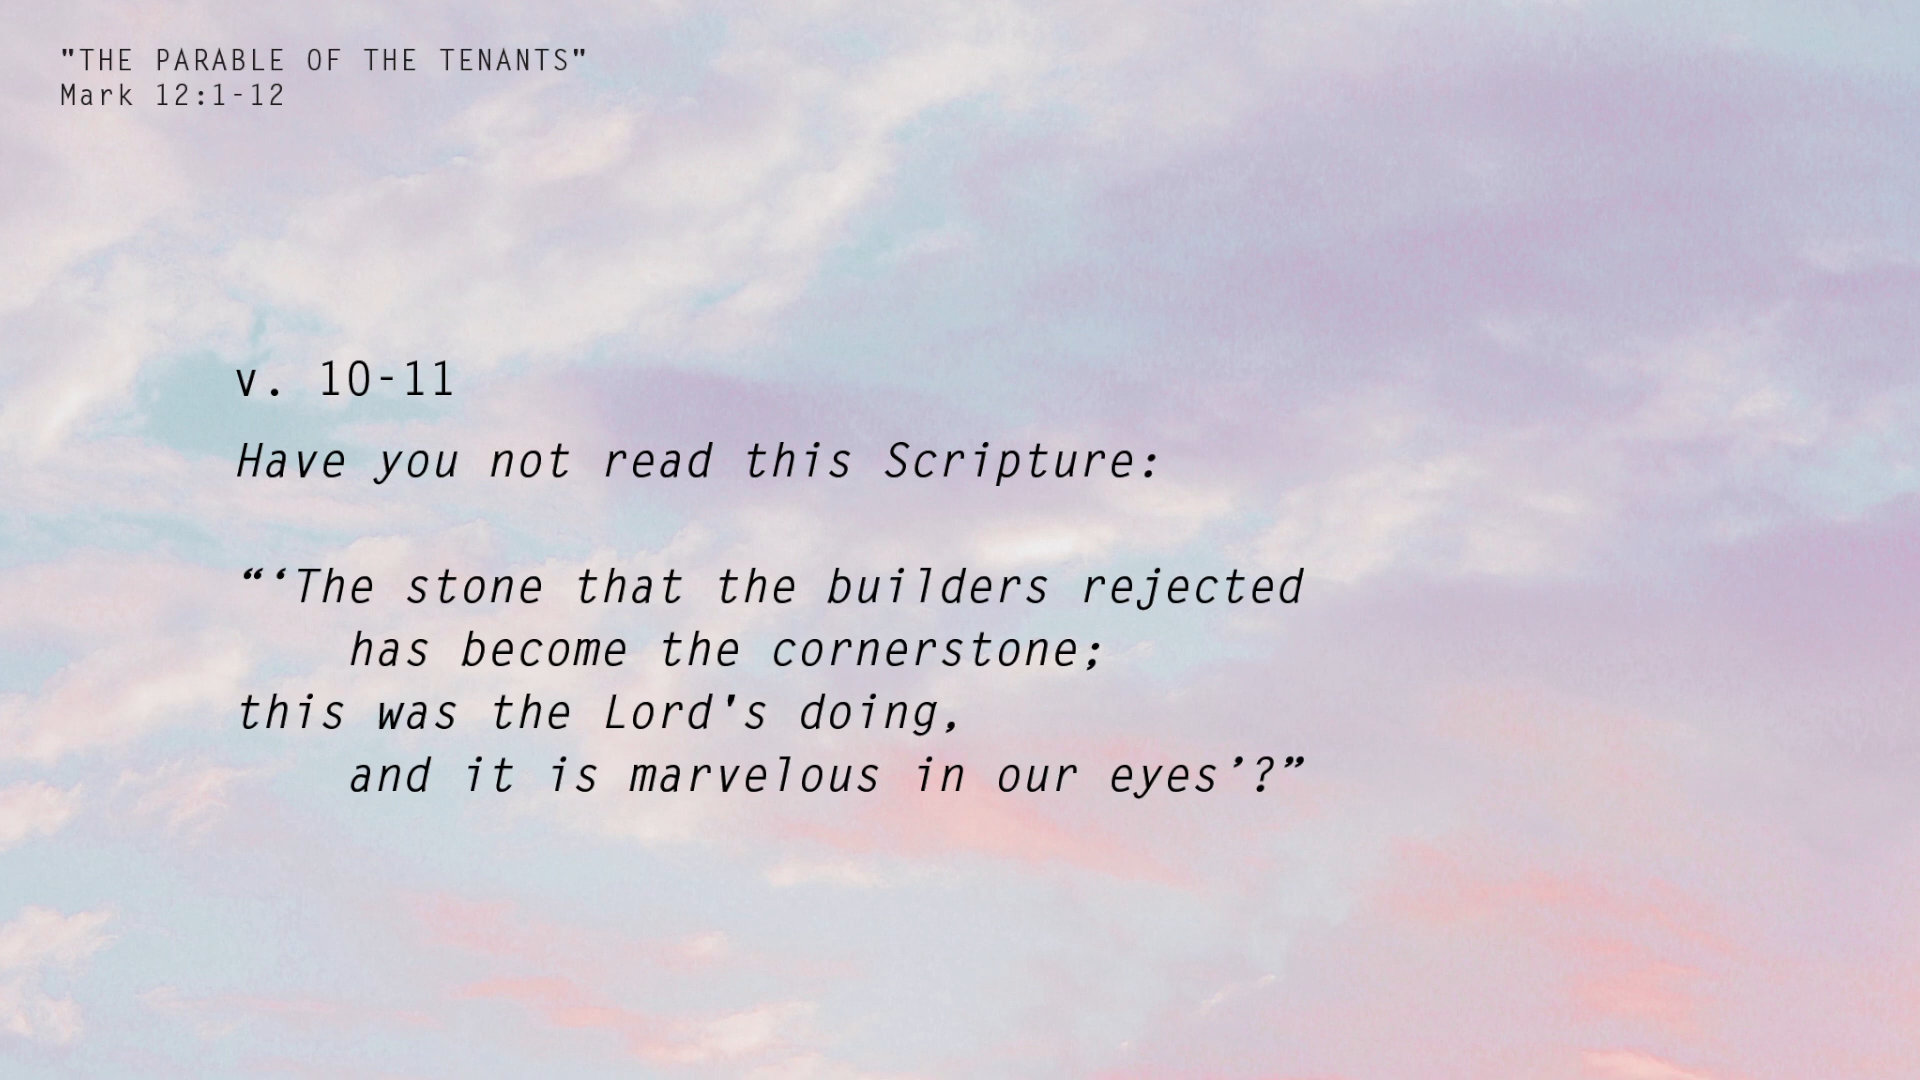 "THE PARABLE OF THE TENANTS"
Mark 12:1-12
v. 10-11
Have you not read this Scripture:
“‘The stone that the builders rejected
has become the cornerstone;
this was the Lord's doing,
and it is marvelous in our eyes’?”